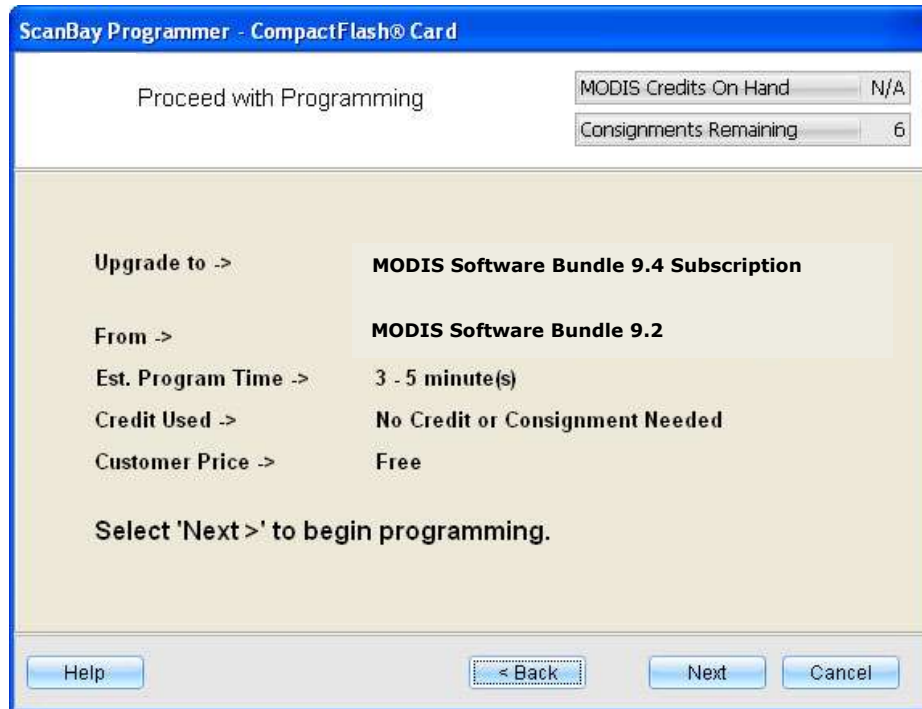 ScanBay Programmer - CompactFlash® Card
Proceed with Programming
MODIS Credits On Hand N/A
Consignments Remaining 6
Upgrade to -> MODIS Software Bundle 9.4 Subscription
From -> MODIS Software Bundle 9.2
Est. Program Time -> 3 - 5 minute(s)
Credit Used -> No Credit or Consignment Needed
Customer Price -> Free
Select 'Next >' to begin programming.
Help < Back Next Cancel